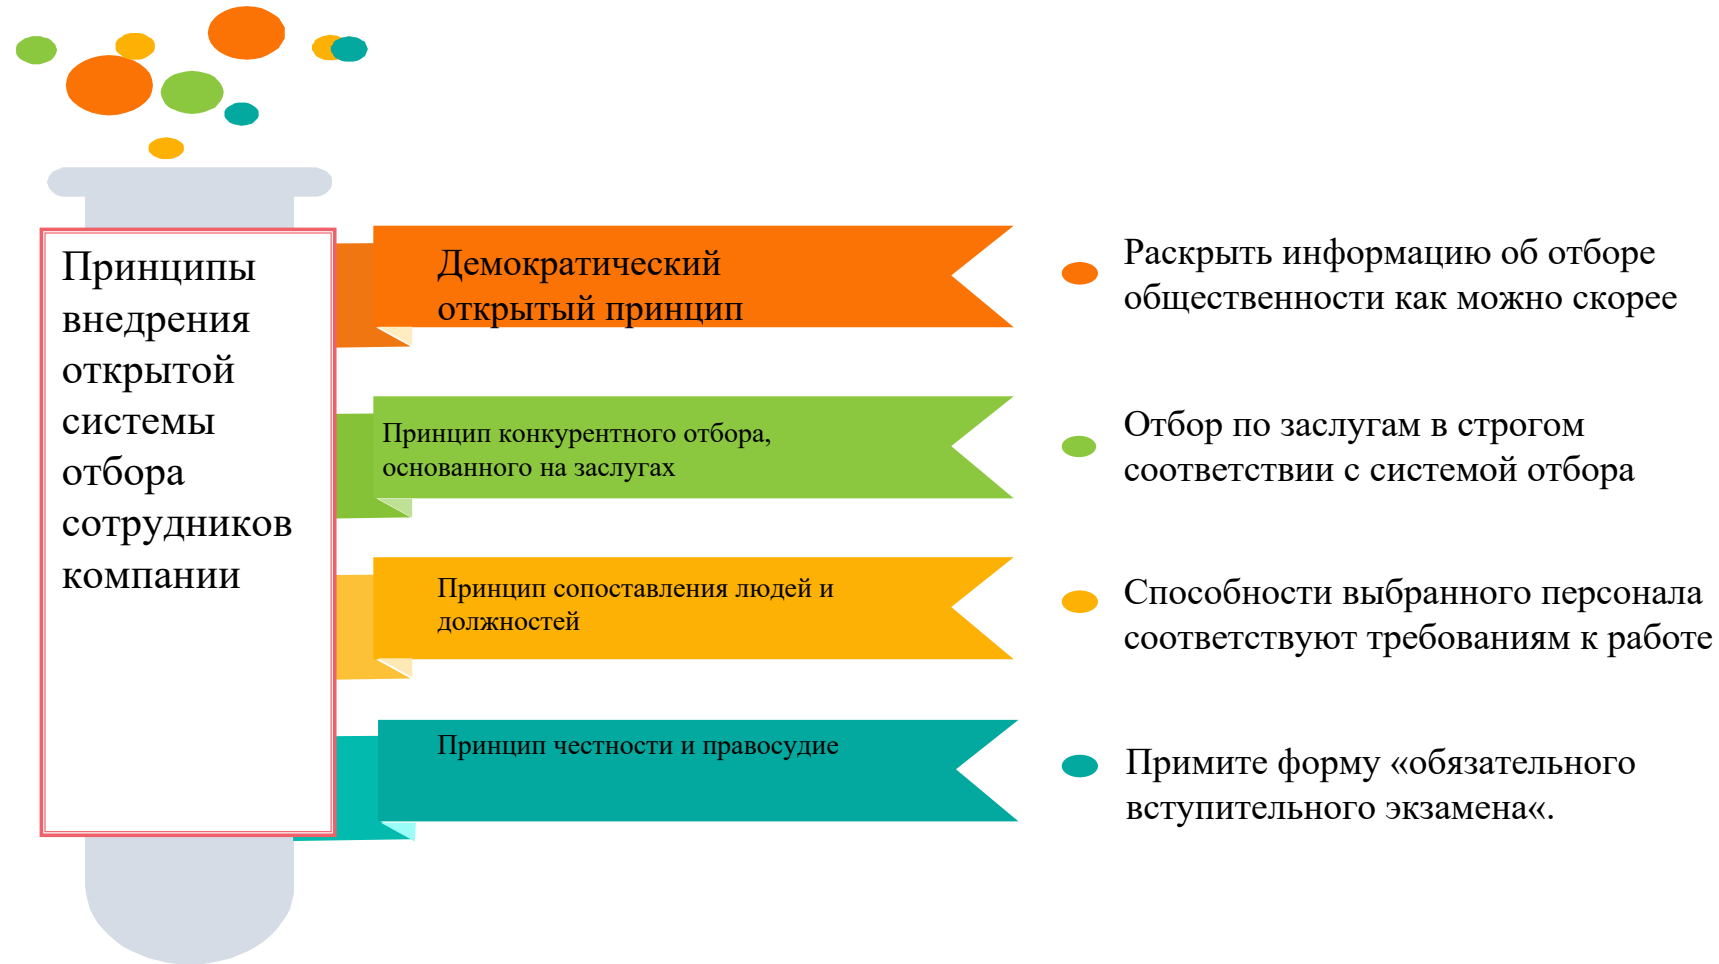 Принципы
внедрения
открытой
системы
отбора
сотрудников
компании
Демократический
открытый принцип
Раскрыть информацию об отборе
общественности как можно скорее
Принцип конкурентного отбора,
основанного на заслугах
Отбор по заслугам в строгом
соответствии с системой отбора
Принцип сопоставления людей и
должностей
Способности выбранного персонала
соответствуют требованиям к работе
Принцип честности и правосудие
Примите форму «обязательного
вступительного экзамена«.